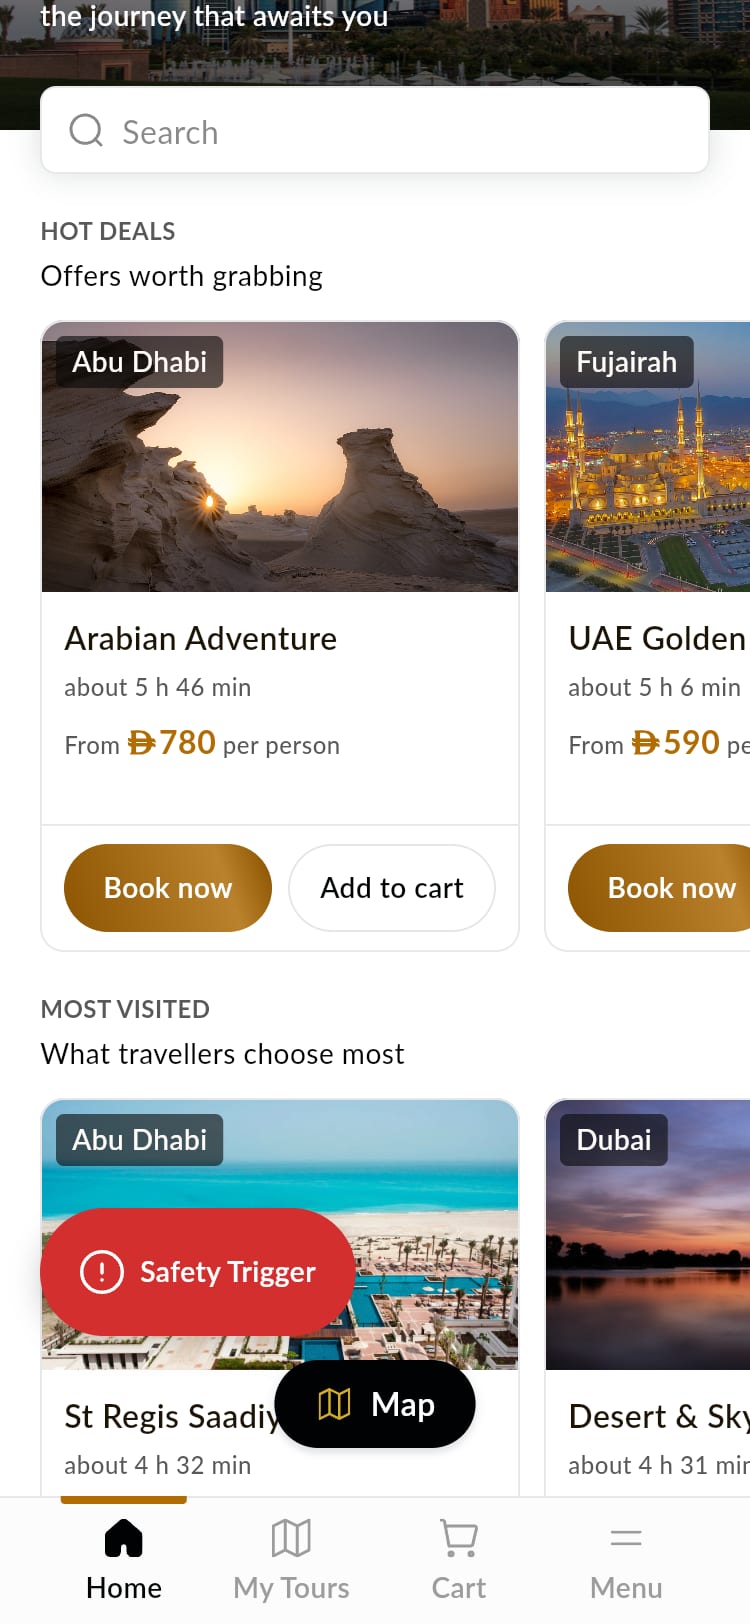 the journey that awaits you
Search
HOT DEALS
Offers worth grabbing
Abu Dhabi
Fujairah
Arabian Adventure
UAE Golden
about 5 h 46 min
about 5 h 6 min
From 780 per person
From 590 pe
Book now
Add to cart
Book now
MOST VISITED
What travellers choose most
Abu Dhabi
Dubai
Safety Trigger
Map
St Regis Saadiy
Desert & Sky
about 4 h 32 min
about 4 h 31 min
Home
My Tours
Cart
Menu